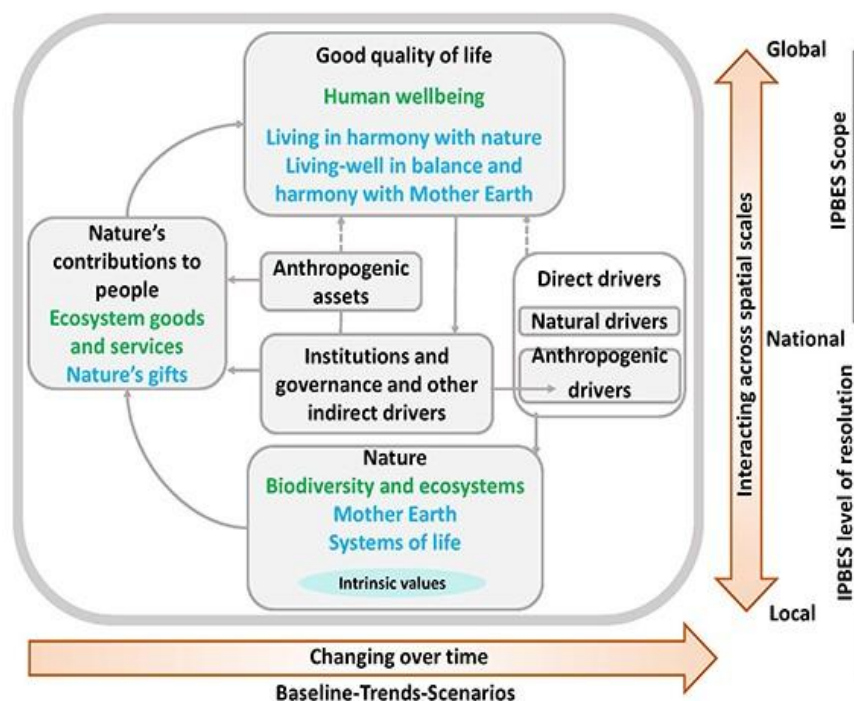 Good quality of life
Human wellbeing
Living in harmony with nature
Living-well in balance and
harmony with Mother Earth
Nature's
contributions to
people
Ecosystem goods
and services
Nature's gifts
Anthropogenic
assets
Direct drivers
Natural drivers
Anthropogenic
drivers
Institutions and
governance and other
indirect drivers
Nature
Biodiversity and ecosystems
Mother Earth
Systems of life
Intrinsic values
Changing over time
Baseline-Trends-Scenarios
Interacting across spatial scales
Global
National
Local
IPBES Scope
IPBES level of resolution